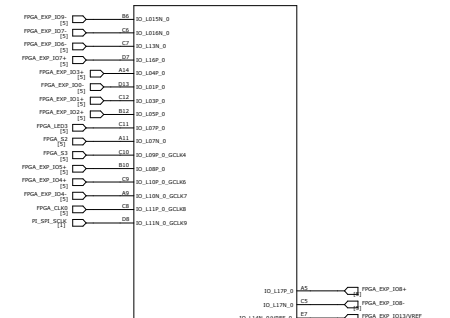 FPGA_EXP_IO9- [5] B6 IO_L015N_0
FPGA_EXP_IO7- [5] C6 IO_L016N_0
FPGA_EXP_IO6- [5] C7 IO_L13N_0
FPGA_EXP_IO7+ [5] D7 IO_L16P_0
FPGA_EXP_IO3+ [5] A14 IO_L04P_0
FPGA_EXP_IO0- [5] D13 IO_L01P_0
FPGA_EXP_IO1+ [5] C12 IO_L03P_0
FPGA_EXP_IO2+ [5] B12 IO_L05P_0
FPGA_LED3 [5] C11 IO_L07P_0
FPGA_S2 [5] A11 IO_L07N_0
FPGA_S3 [5] C10 IO_L09P_0_GCLK4
FPGA_EXP_IO5+ [5] B10 IO_L08P_0
FPGA_EXP_IO4+ [5] C9 IO_L10P_0_GCLK6
FPGA_EXP_IO4- [5] A9 IO_L10N_0_GCLK7
FPGA_CLK0 [5] C8 IO_L11P_0_GCLK8
PI_SPI_SCLK [1] D8 IO_L11N_0_GCLK9
IO_L17P_0 A5 FPGA_EXP_IO8+
IO_L17N_0 C5 FPGA_EXP_IO8-
E7 FPGA_EXP_IO13/VREF